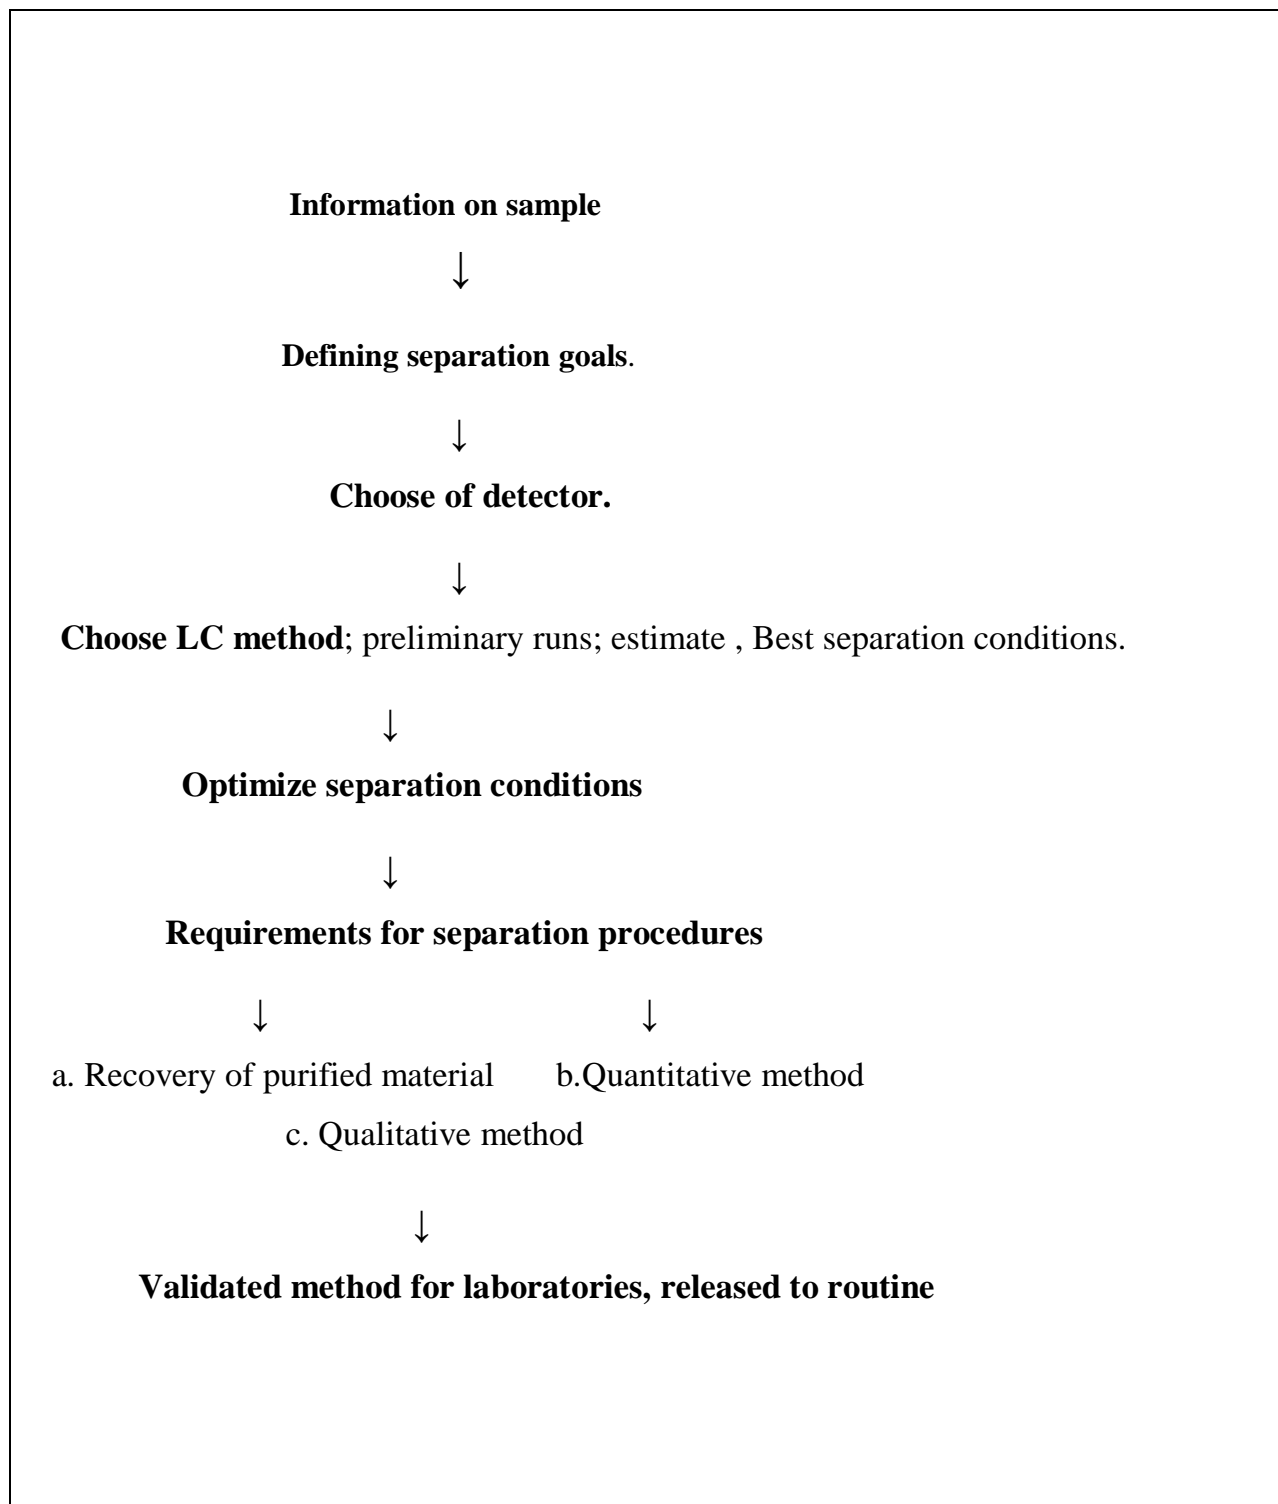 Information on sample
↓
Defining separation goals.
↓
Choose of detector.
↓
Choose LC method; preliminary runs; estimate , Best separation conditions.
↓
Optimize separation conditions
↓
Requirements for separation procedures
↓ ↓
a. Recovery of purified material b.Quantitative method
c. Qualitative method
↓
Validated method for laboratories, released to routine